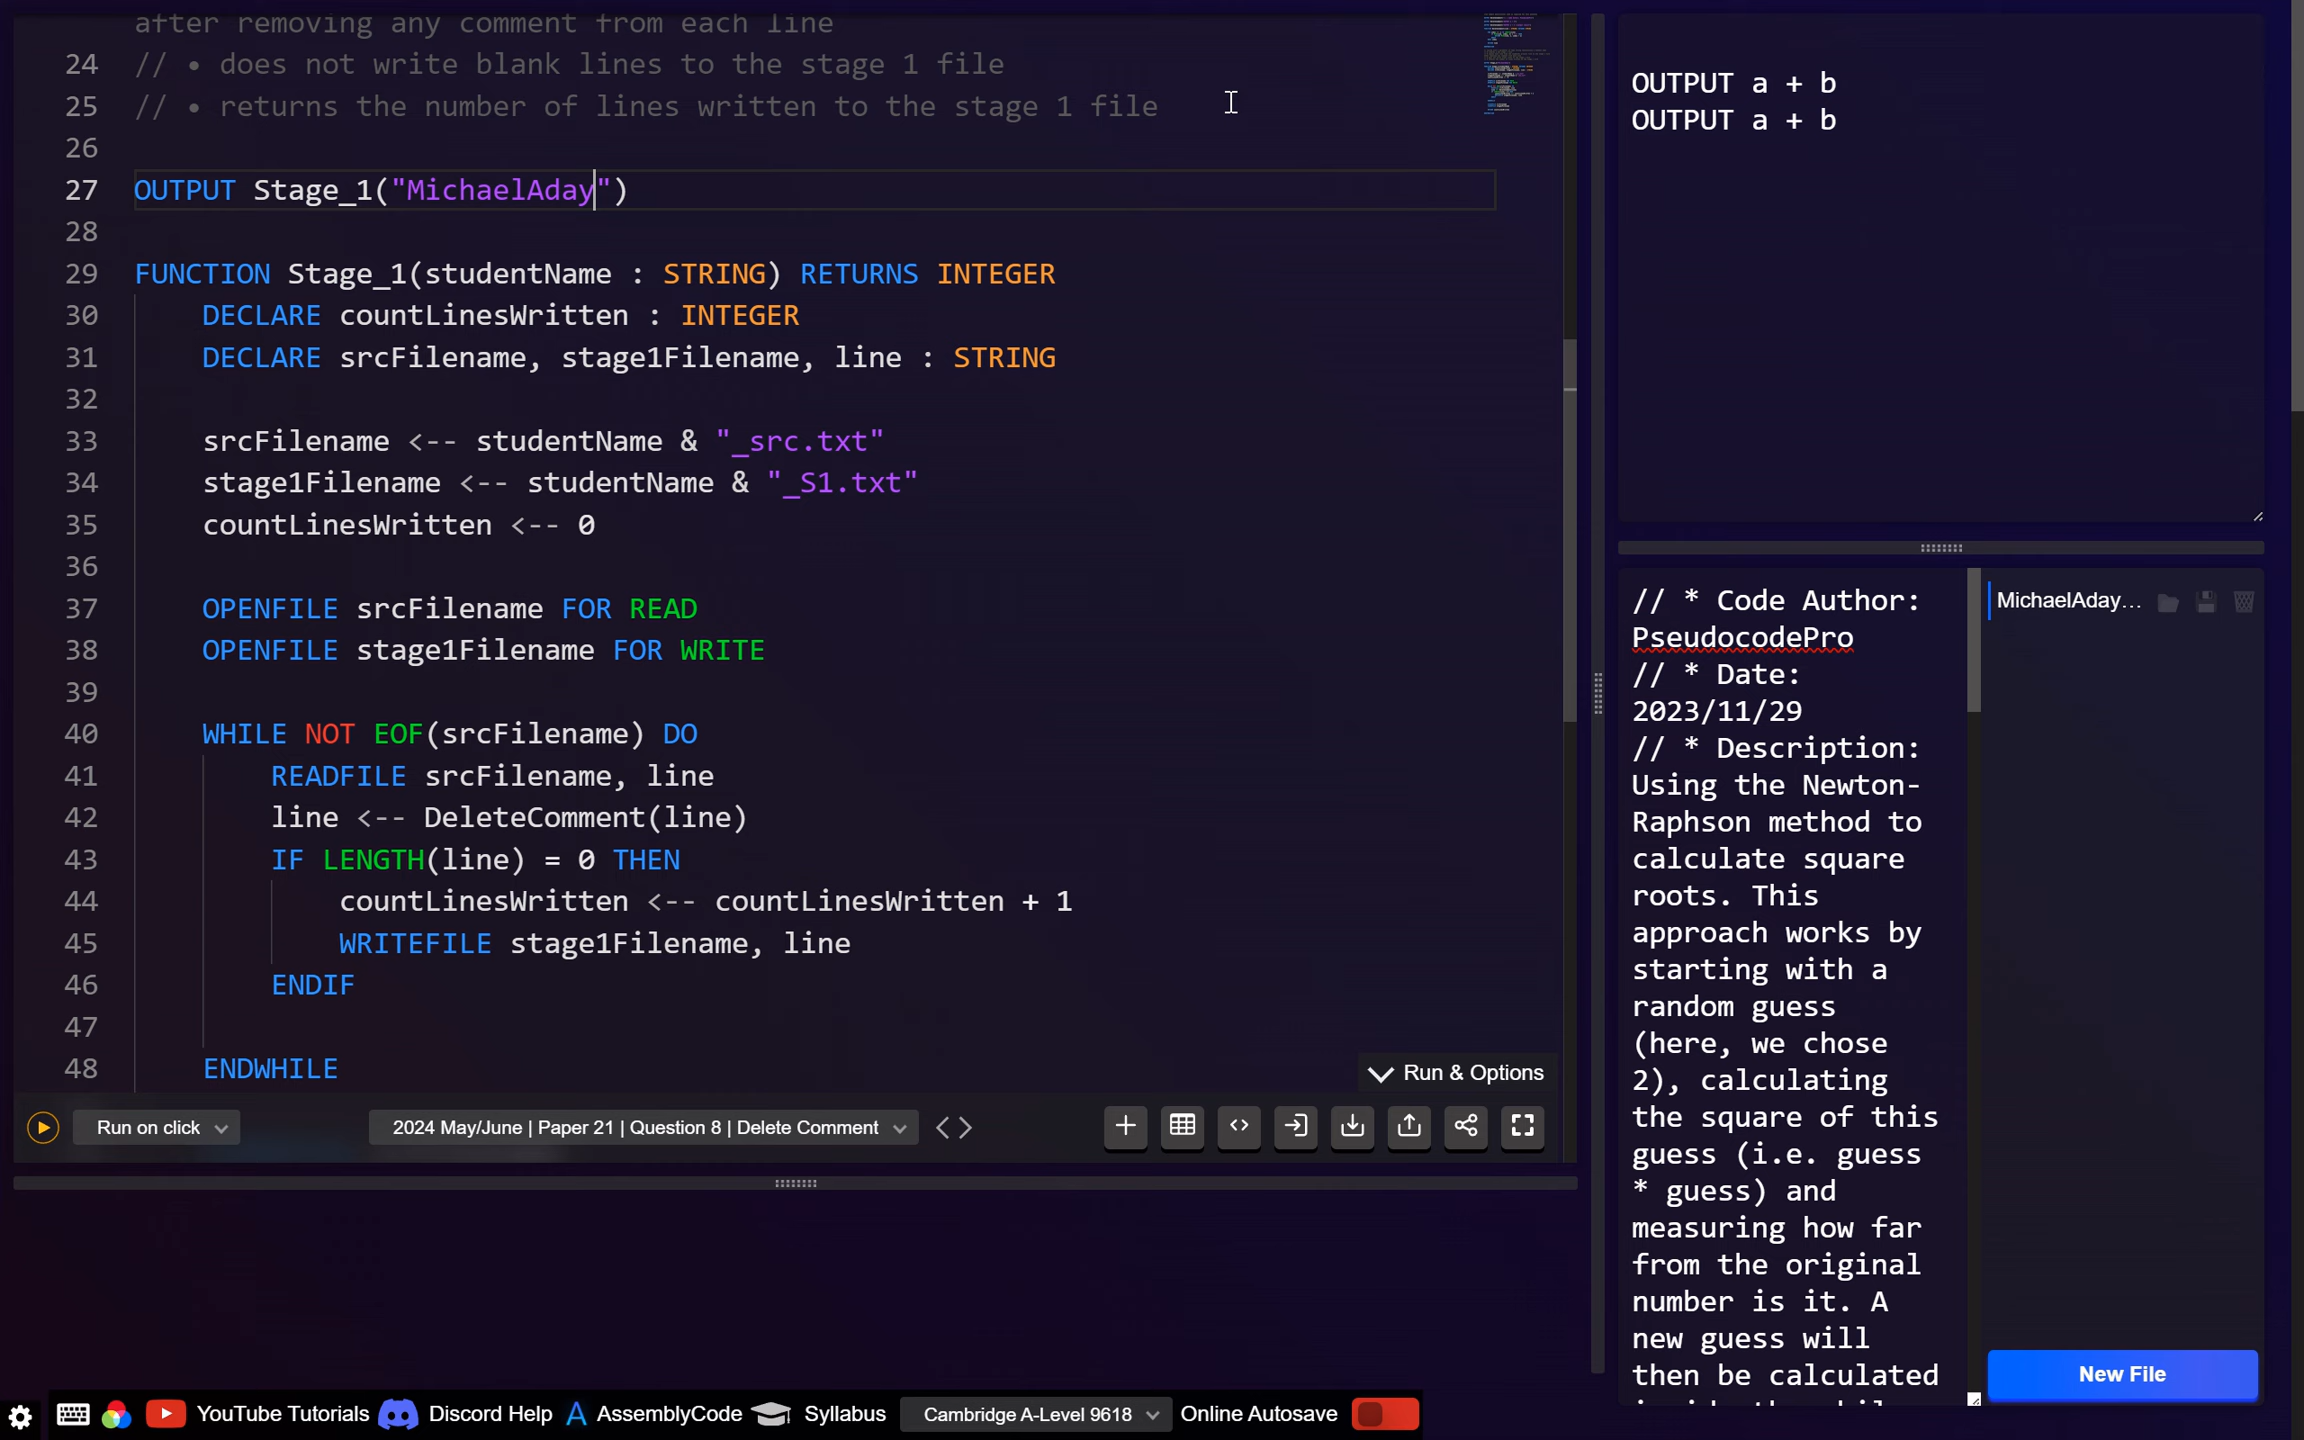 after removing any comment from each line
24 // • does not write blank lines to the stage 1 file
25 // • returns the number of lines written to the stage 1 file
26
27 OUTPUT Stage_1("MichaelAday")
28
29 FUNCTION Stage_1(studentName : STRING) RETURNS INTEGER
30 DECLARE countLinesWritten : INTEGER
31 DECLARE srcFilename, stage1Filename, line : STRING
32
33 srcFilename <-- studentName & "_src.txt"
34 stage1Filename <-- studentName & "_S1.txt"
35 countLinesWritten <-- 0
36
37 OPENFILE srcFilename FOR READ
38 OPENFILE stage1Filename FOR WRITE
39
40 WHILE NOT EOF(srcFilename) DO
41 READFILE srcFilename, line
42 line <-- DeleteComment(line)
43 IF LENGTH(line) = 0 THEN
44 countLinesWritten <-- countLinesWritten + 1
45 WRITEFILE stage1Filename, line
46 ENDIF
47
48 ENDWHILE
Run & Options
Run on click
2024 May/June | Paper 21 | Question 8 | Delete Comment
OUTPUT a + b
OUTPUT a + b
// * Code Author:
PseudocodePro
// * Date:
2023/11/29
// * Description:
Using the Newton-
Raphson method to
calculate square
roots. This
approach works by
starting with a
random guess
(here, we chose
2), calculating
the square of this
guess (i.e. guess
* guess) and
measuring how far
from the original
number is it. A
new guess will
then be calculated
MichaelAday...
New File
YouTube Tutorials
Discord Help
AssemblyCode
Syllabus
Cambridge A-Level 9618
Online Autosave